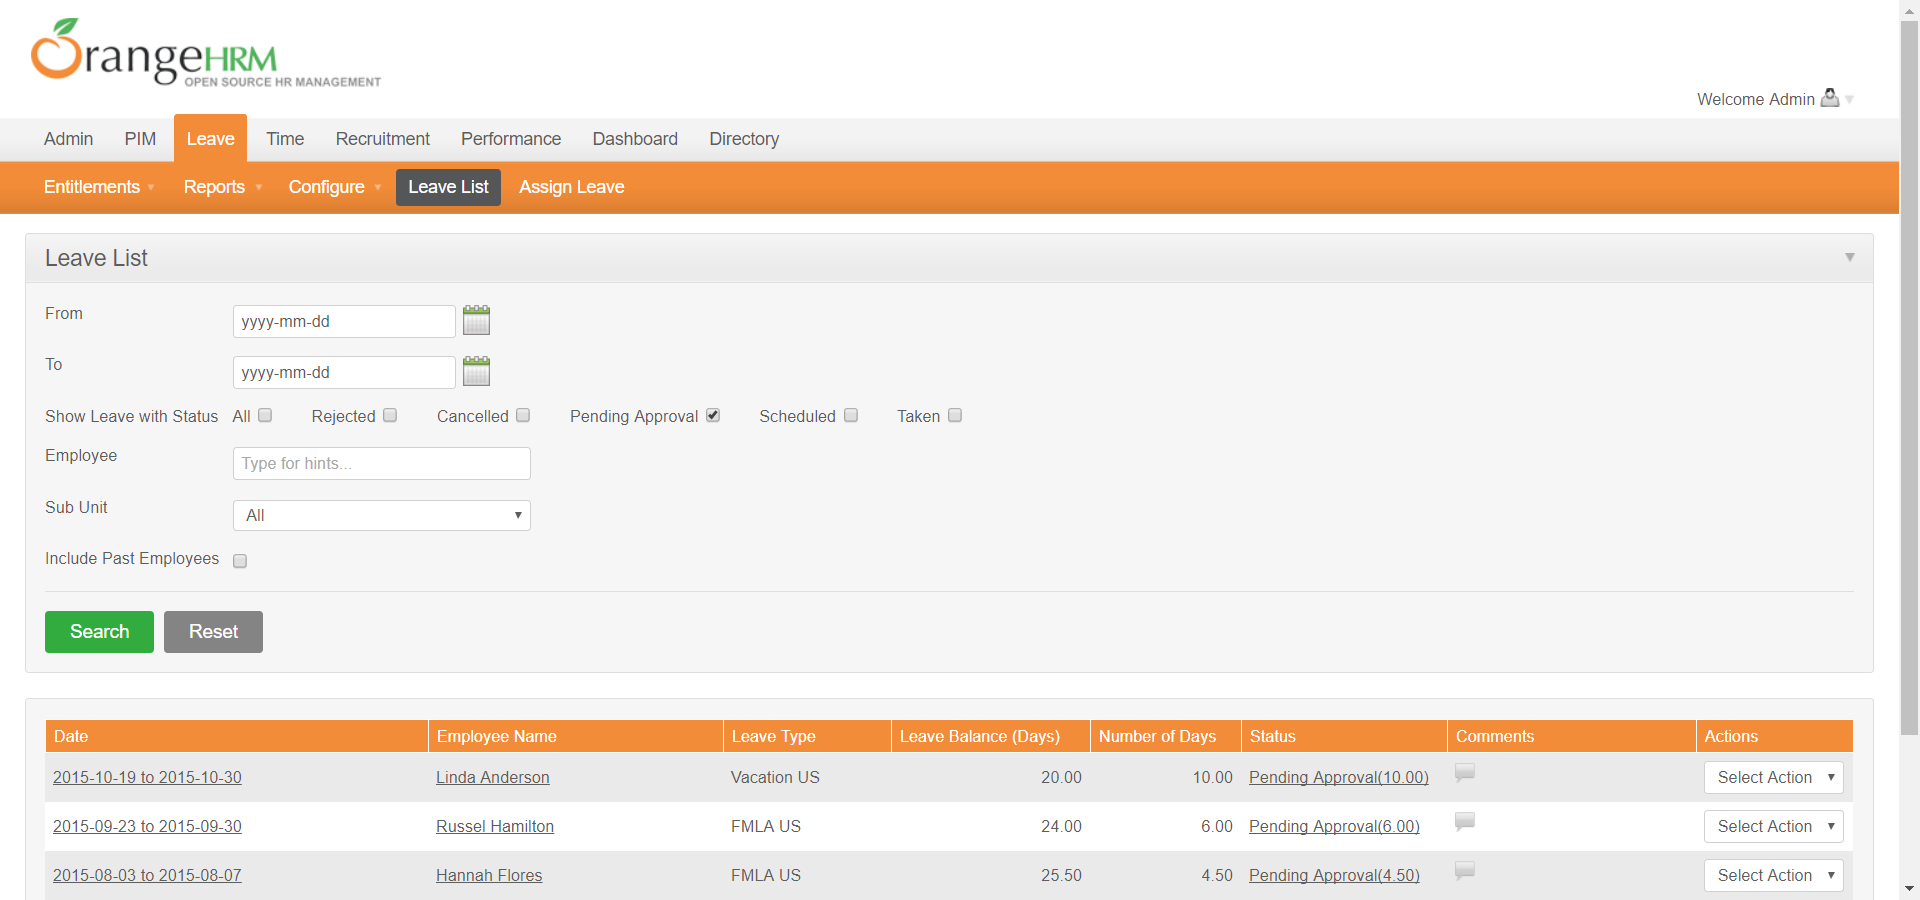 OrangeHRM
OPEN SOURCE HR MANAGEMENT
Welcome Admin
Admin PIM Leave Time Recruitment Performance Dashboard Directory
Entitlements Reports Configure Leave List Assign Leave
Leave List
From yyyy-mm-dd
To yyyy-mm-dd
Show Leave with Status All Rejected Cancelled Pending Approval Scheduled Taken
Employee Type for hints...
Sub Unit All
Include Past Employees
Search Reset
Date Employee Name Leave Type Leave Balance (Days) Number of Days Status Comments Actions
2015-10-19 to 2015-10-30 Linda Anderson Vacation US 20.00 10.00 Pending Approval(10.00) Select Action
2015-09-23 to 2015-09-30 Russel Hamilton FMLA US 24.00 6.00 Pending Approval(6.00) Select Action
2015-08-03 to 2015-08-07 Hannah Flores FMLA US 25.50 4.50 Pending Approval(4.50) Select Action